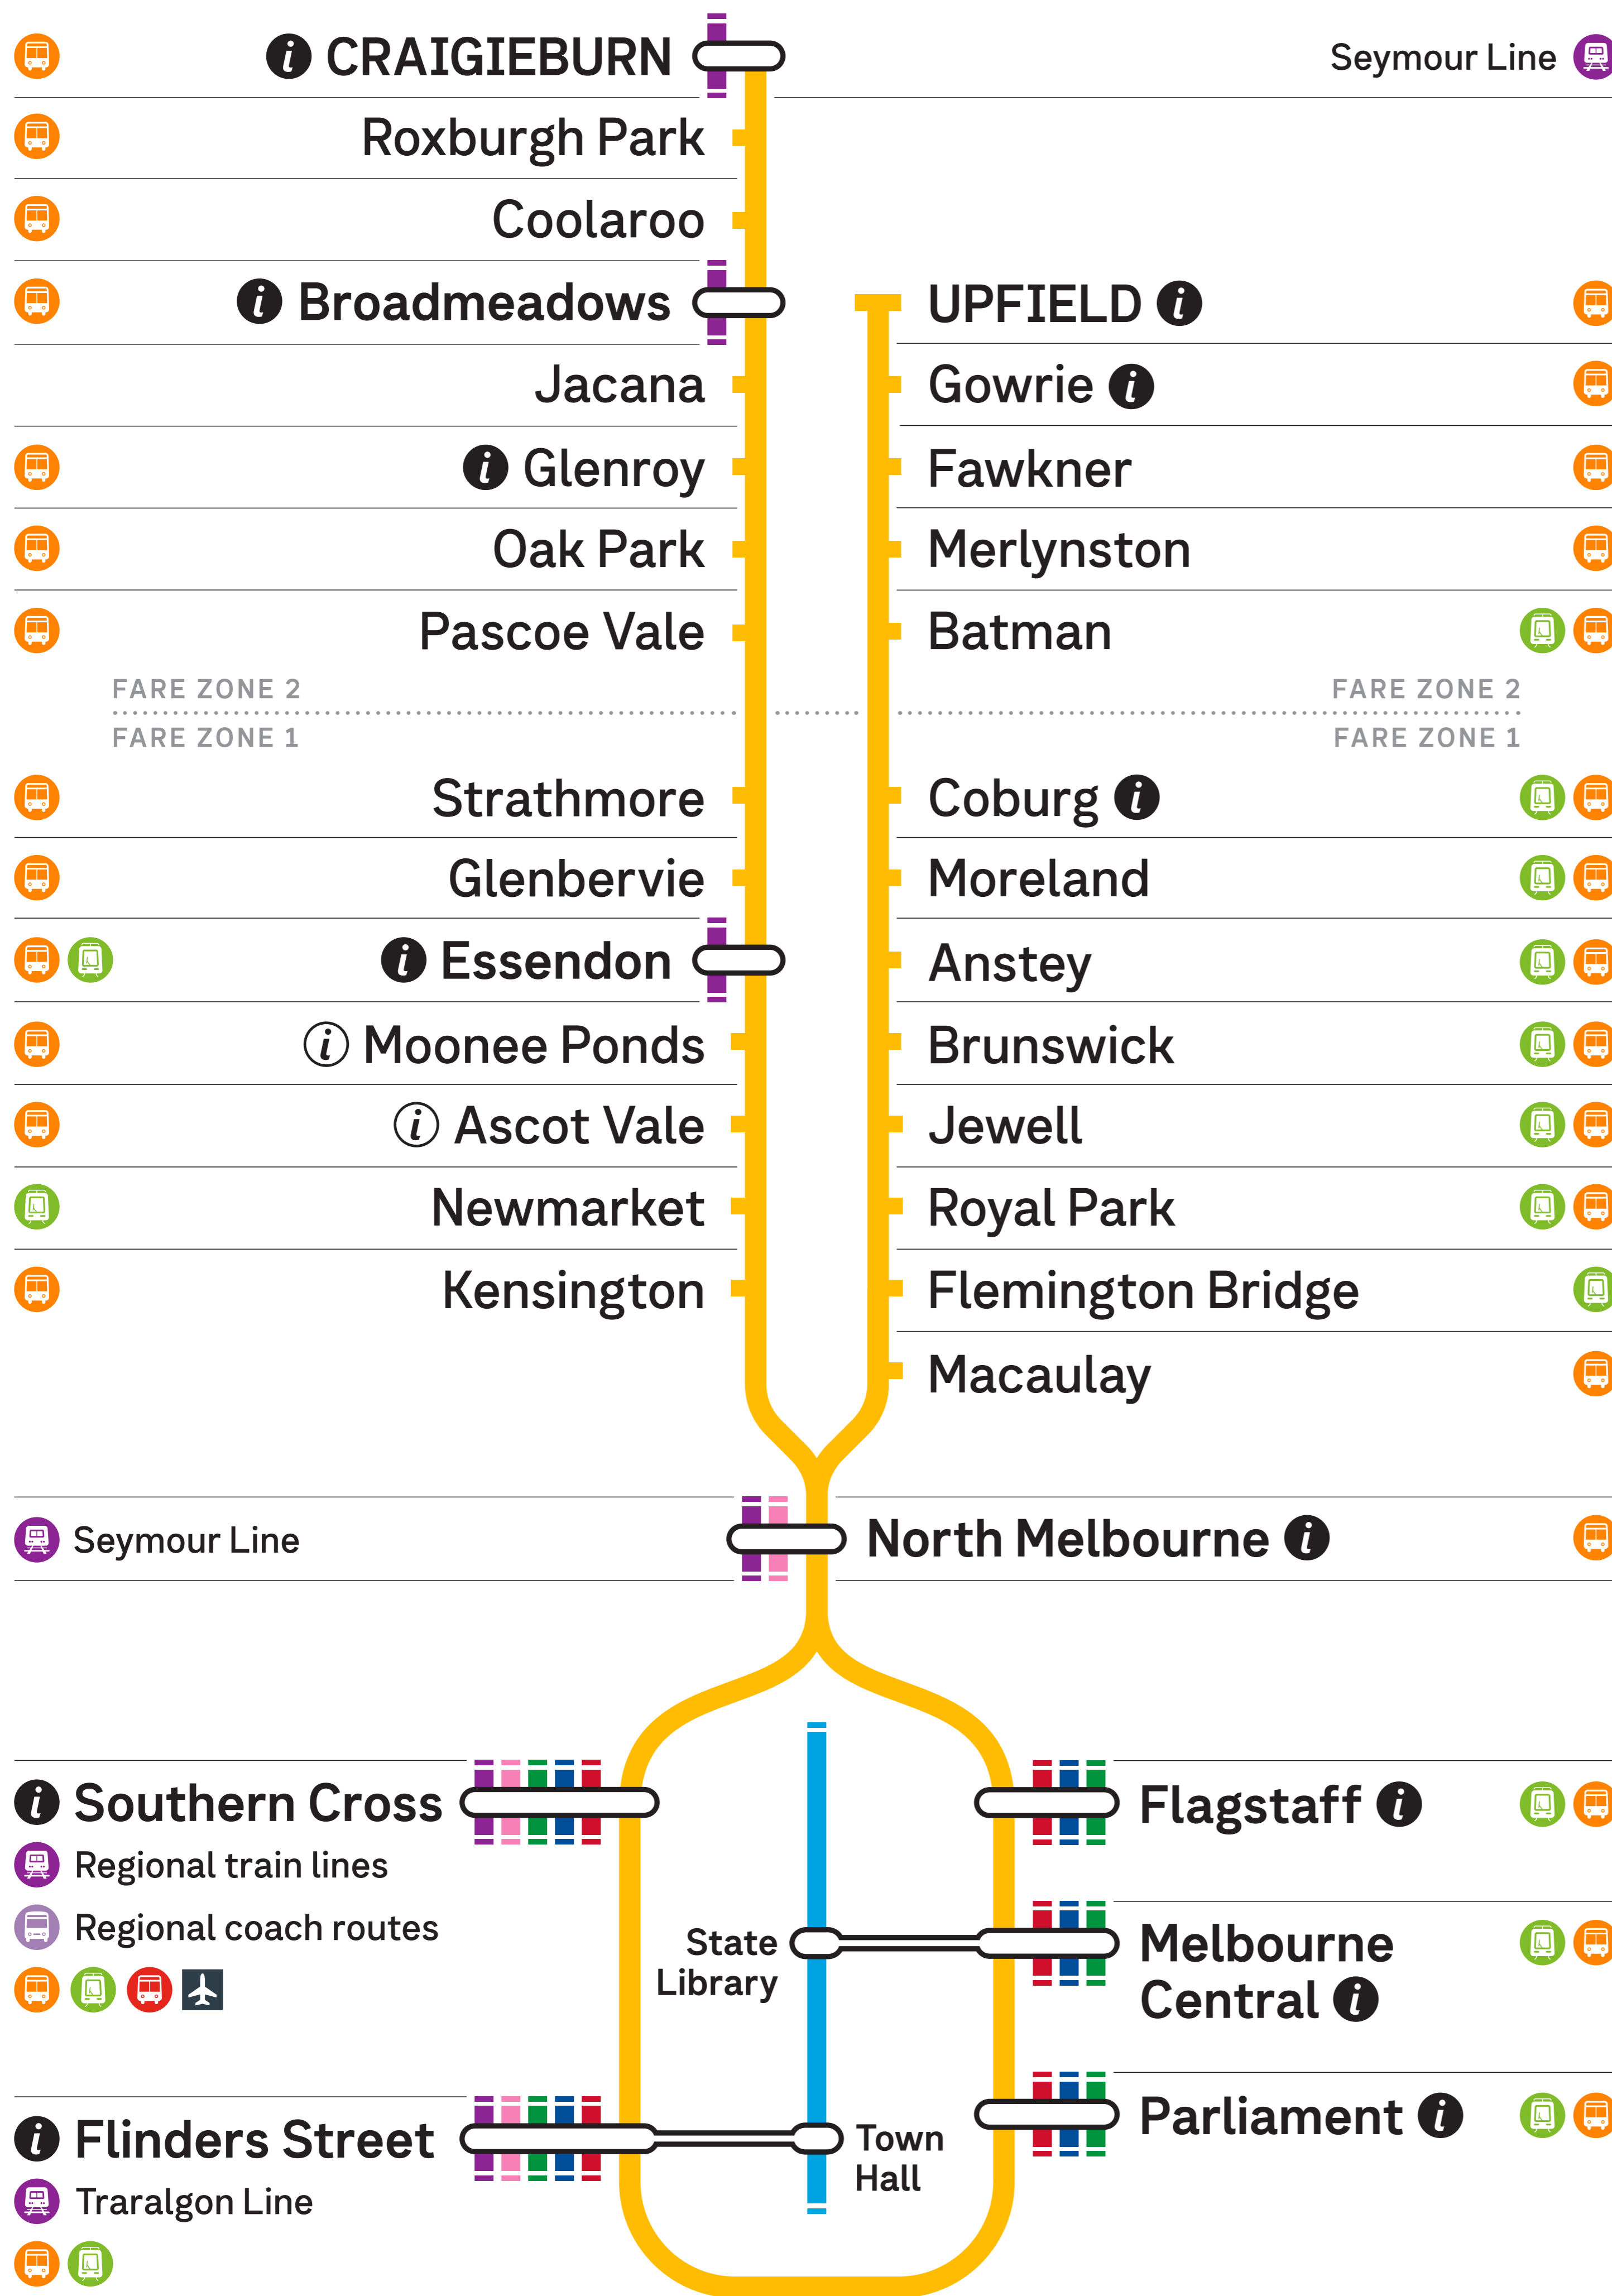 CRAIGIEBURN
Seymour Line
Roxburgh Park
Coolaroo
Broadmeadows
UPFIELD
Jacana
Gowrie
Glenroy
Fawkner
Oak Park
Merlynston
Pascoe Vale
Batman
FARE ZONE 2
FARE ZONE 2
FARE ZONE 1
FARE ZONE 1
Strathmore
Coburg
Glenbervie
Moreland
Essendon
Anstey
Moonee Ponds
Brunswick
Ascot Vale
Jewell
Newmarket
Royal Park
Kensington
Flemington Bridge
Macaulay
Seymour Line
North Melbourne
Southern Cross
Regional train lines
Regional coach routes
Flagstaff
State
Library
Melbourne
Central
Flinders Street
Traralgon Line
Town
Hall
Parliament